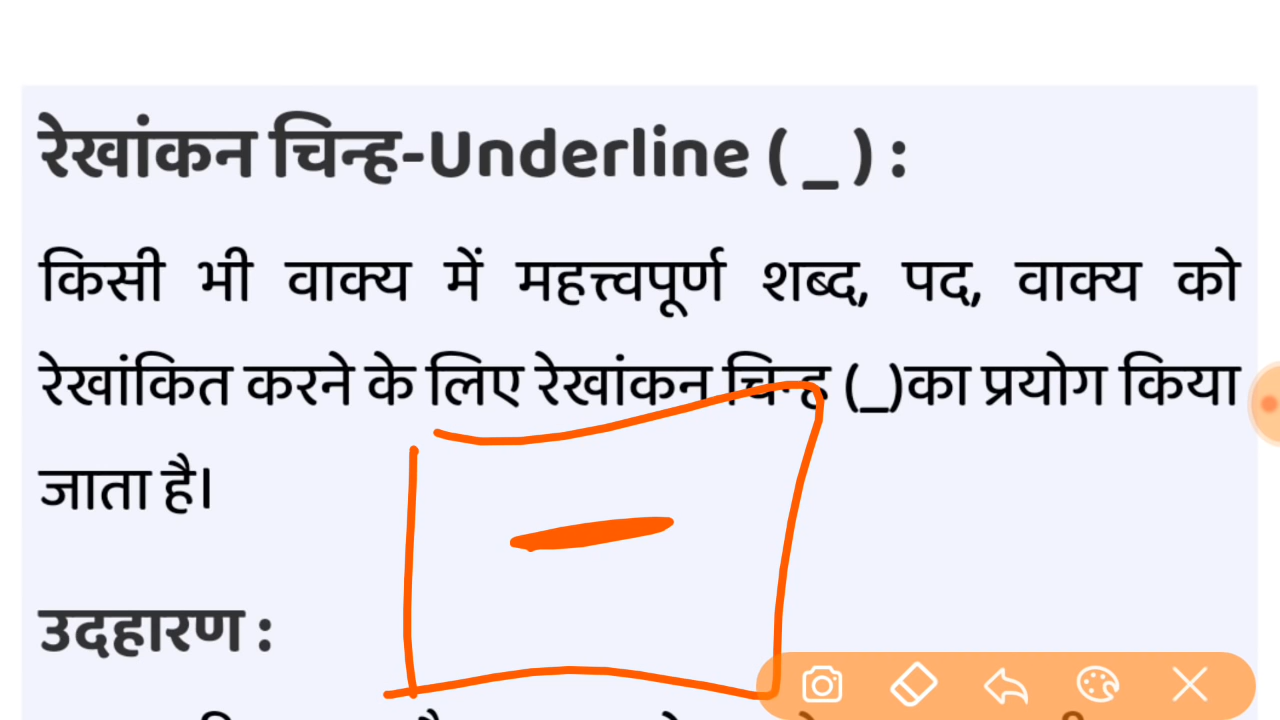 रेखांकन चिन्ह-Underline ( _ ) :
किसी भी वाक्य में महत्त्वपूर्ण शब्द, पद, वाक्य को
रेखांकित करने के लिए रेखांकन चिन्ह (_)का प्रयोग किया
जाता है।
उदहारण :